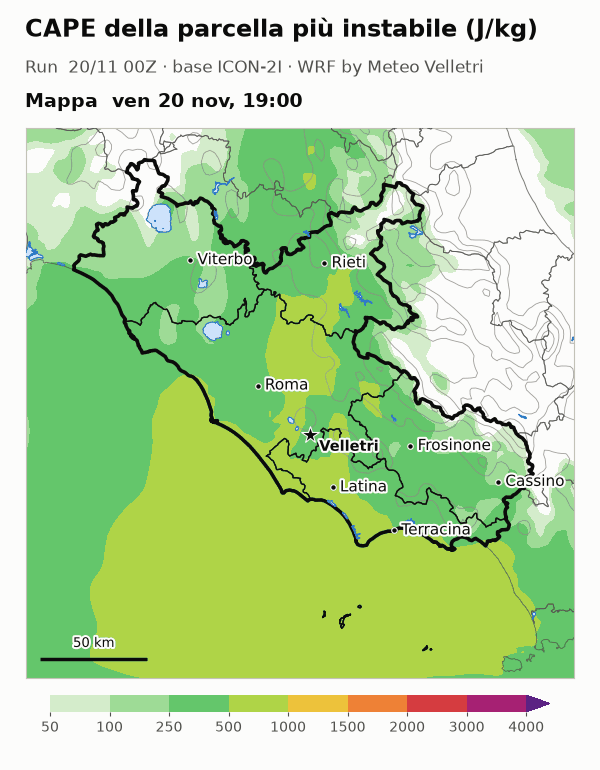 CAPE della parcella più instabile (J/kg)
Run  20/11 00Z · base ICON-2I · WRF by Meteo Velletri
Mappa  ven 20 nov, 19:00
Viterbo
Rieti
Roma
Velletri
Frosinone
Cassino
Latina
Terracina
50 km
50 100 250 500 1000 1500 2000 3000 4000